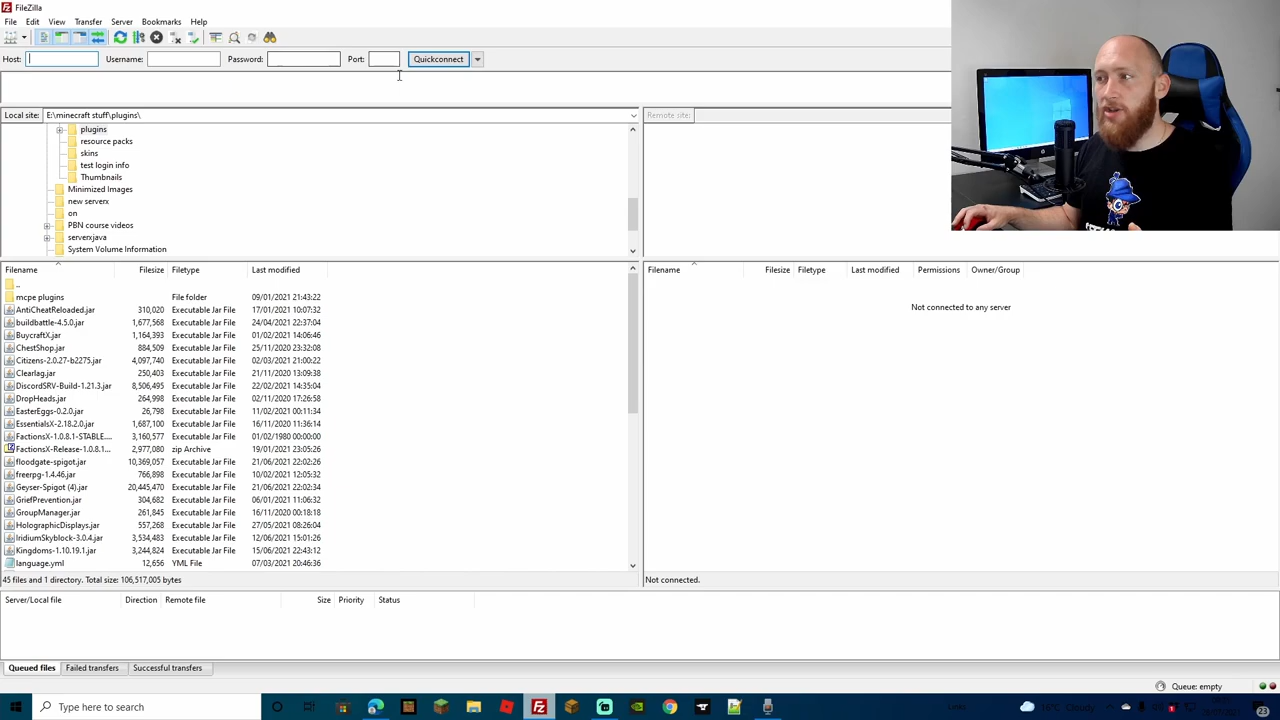 FileZilla
File Edit View Transfer Server Bookmarks Help
Host: Username: Password: Port: Quickconnect
Local site: E:\minecraft stuff\plugins\ Remote site:
plugins
resource packs
skins
test login info
Thumbnails
Minimized Images
new serverx
on
PBN course videos
serverxjava
System Volume Information
Filename Filesize Filetype Last modified Filename Filesize Filetype Last modified Permissions Owner/Group
..
mcpe plugins File folder 09/01/2021 21:43:22
Not connected to any server
AntiCheatReloaded.jar 310,020 Executable Jar File 17/01/2021 10:07:32
buildbattle-4.5.0.jar 1,677,568 Executable Jar File 24/04/2021 22:37:04
BuycraftX.jar 1,164,393 Executable Jar File 01/02/2021 14:06:46
ChestShop.jar 884,509 Executable Jar File 25/11/2020 23:32:08
Citizens-2.0.27-b2275.jar 4,097,740 Executable Jar File 02/03/2021 21:00:22
Clearlag.jar 250,403 Executable Jar File 21/11/2020 13:09:38
DiscordSRV-Build-1.21.3.jar 8,506,495 Executable Jar File 22/02/2021 14:35:04
DropHeads.jar 264,998 Executable Jar File 02/11/2020 17:26:58
EasterEggs-0.2.0.jar 26,798 Executable Jar File 11/02/2021 00:11:34
EssentialsX-2.18.2.0.jar 1,687,100 Executable Jar File 16/11/2020 11:36:14
FactionsX-1.0.8.1-STABLE.... 3,160,577 Executable Jar File 01/02/1980 00:00:00
FactionsX-Release-1.0.8.1... 2,977,080 zip Archive 19/01/2021 23:05:26
floodgate-spigot.jar 10,369,057 Executable Jar File 21/06/2021 22:02:26
freerpg-1.4.46.jar 766,898 Executable Jar File 10/02/2021 12:05:32
Geyser-Spigot (4).jar 20,445,470 Executable Jar File 21/06/2021 22:02:34
GriefPrevention.jar 304,682 Executable Jar File 06/01/2021 11:06:32
GroupManager.jar 261,845 Executable Jar File 16/11/2020 00:18:18
HolographicDisplays.jar 557,268 Executable Jar File 27/05/2021 08:26:04
IridiumSkyblock-3.0.4.jar 3,534,483 Executable Jar File 12/06/2021 15:01:26
Kingdoms-1.10.19.1.jar 3,244,824 Executable Jar File 15/06/2021 22:43:12
language.yml 12,656 YML File 07/03/2021 20:46:36
45 files and 1 directory. Total size: 106,517,005 bytes Not connected.
Server/Local file Direction Remote file Size Priority Status
Queued files Failed transfers Successful transfers
Queue: empty
Type here to search
16°C Cloudy
23